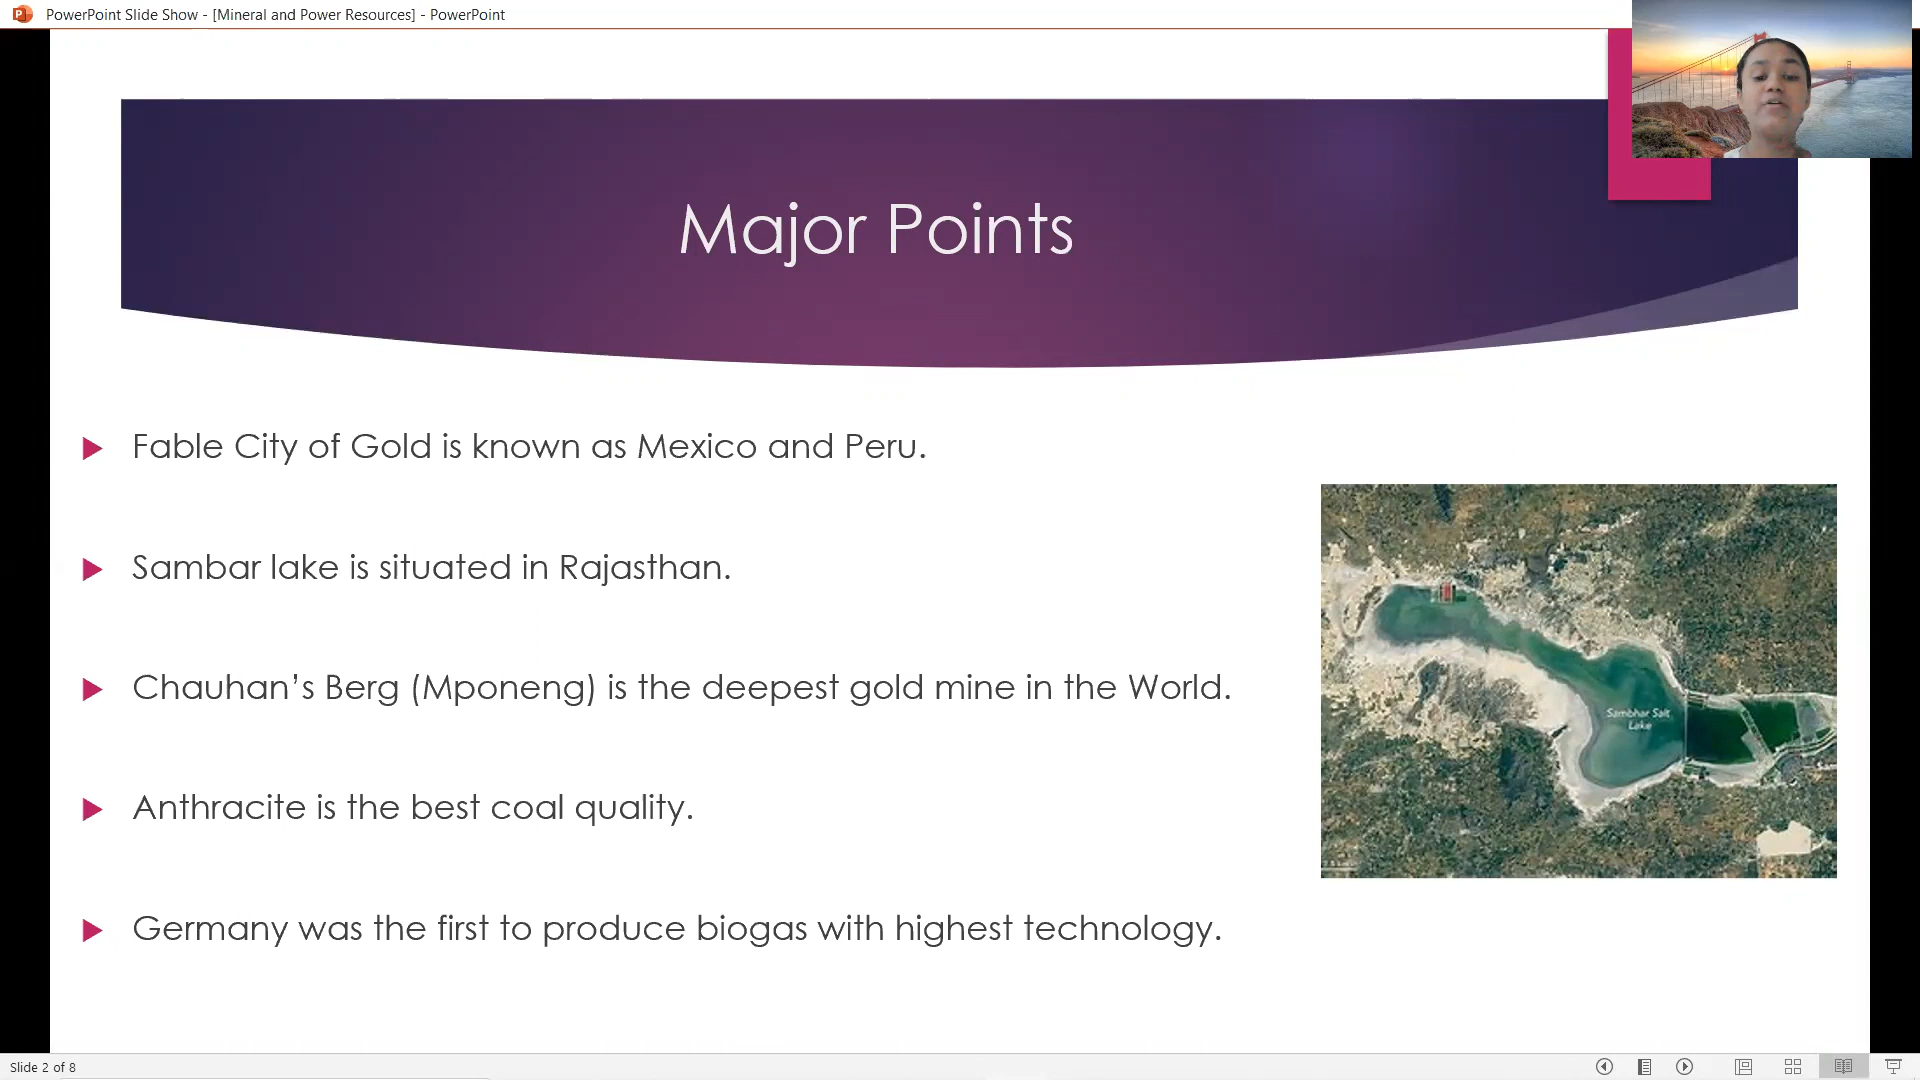 PowerPoint Slide Show - [Mineral and Power Resources] - PowerPoint
Major Points
Fable City of Gold is known as Mexico and Peru.
Sambar lake is situated in Rajasthan.
Chauhan’s Berg (Mponeng) is the deepest gold mine in the World.
Anthracite is the best coal quality.
Germany was the first to produce biogas with highest technology.
Sambhar Salt
Lake
Slide 2 of 8